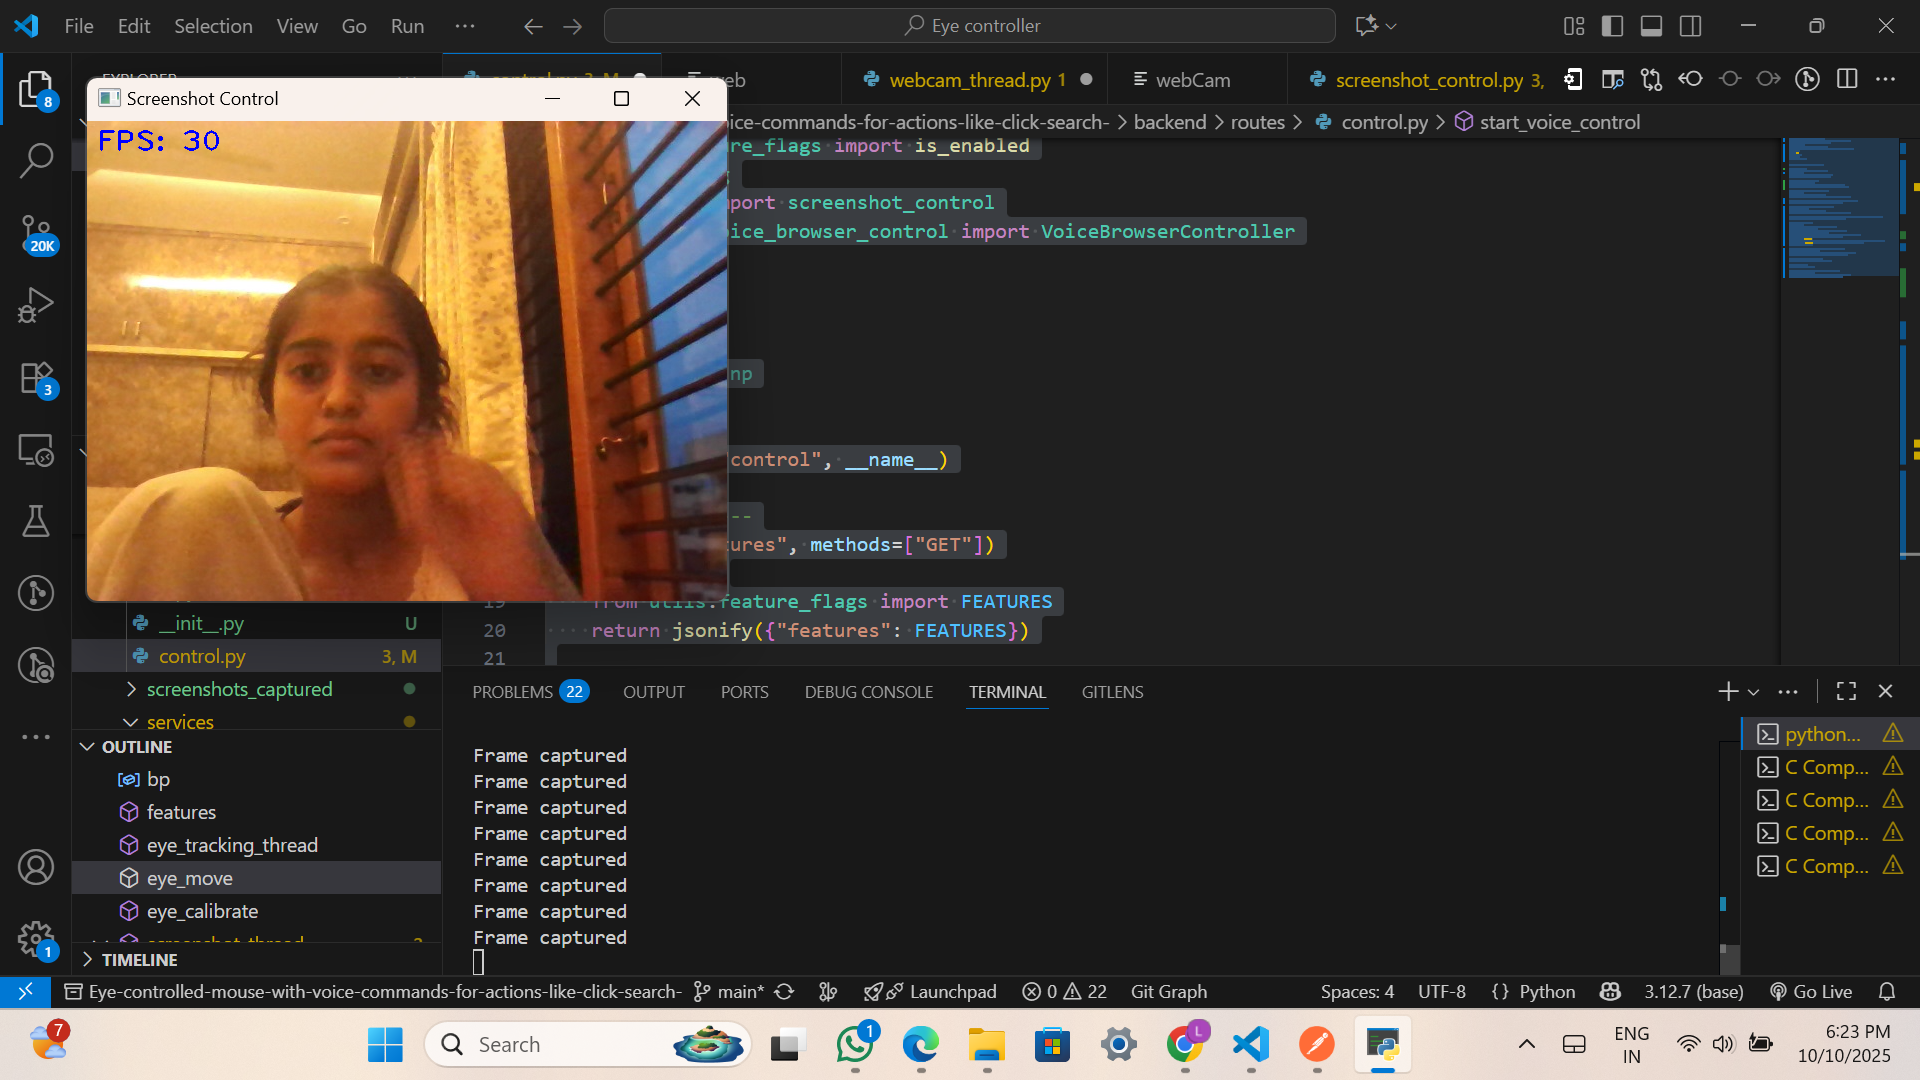 File Edit Selection View Go Run ···
Eye controller
8
20K
3
1
Screenshot Control
FPS: 30
web
webcam_thread.py 1
webCam
screenshot_control.py 3,
ice-commands-for-actions-like-click-search- > backend > routes > control.py > start_voice_control
re_flags import is_enabled
port screenshot_control
ice_browser_control import VoiceBrowserController
np
control", __name__)
--
ures", methods=["GET"])
import FEATURES
20 return jsonify({"features": FEATURES})
21
__init__.py U
control.py 3, M
screenshots_captured
services
OUTLINE
bp
features
eye_tracking_thread
eye_move
eye_calibrate
TIMELINE
PROBLEMS 22 OUTPUT PORTS DEBUG CONSOLE TERMINAL GITLENS
Frame captured
Frame captured
Frame captured
Frame captured
Frame captured
Frame captured
Frame captured
Frame captured
python...
C Comp...
C Comp...
C Comp...
C Comp...
Eye-controlled-mouse-with-voice-commands-for-actions-like-click-search- main* Launchpad 0 22 Git Graph Spaces: 4 UTF-8 {} Python 3.12.7 (base) Go Live
7
Search
1
L
ENG
IN
6:23 PM
10/10/2025